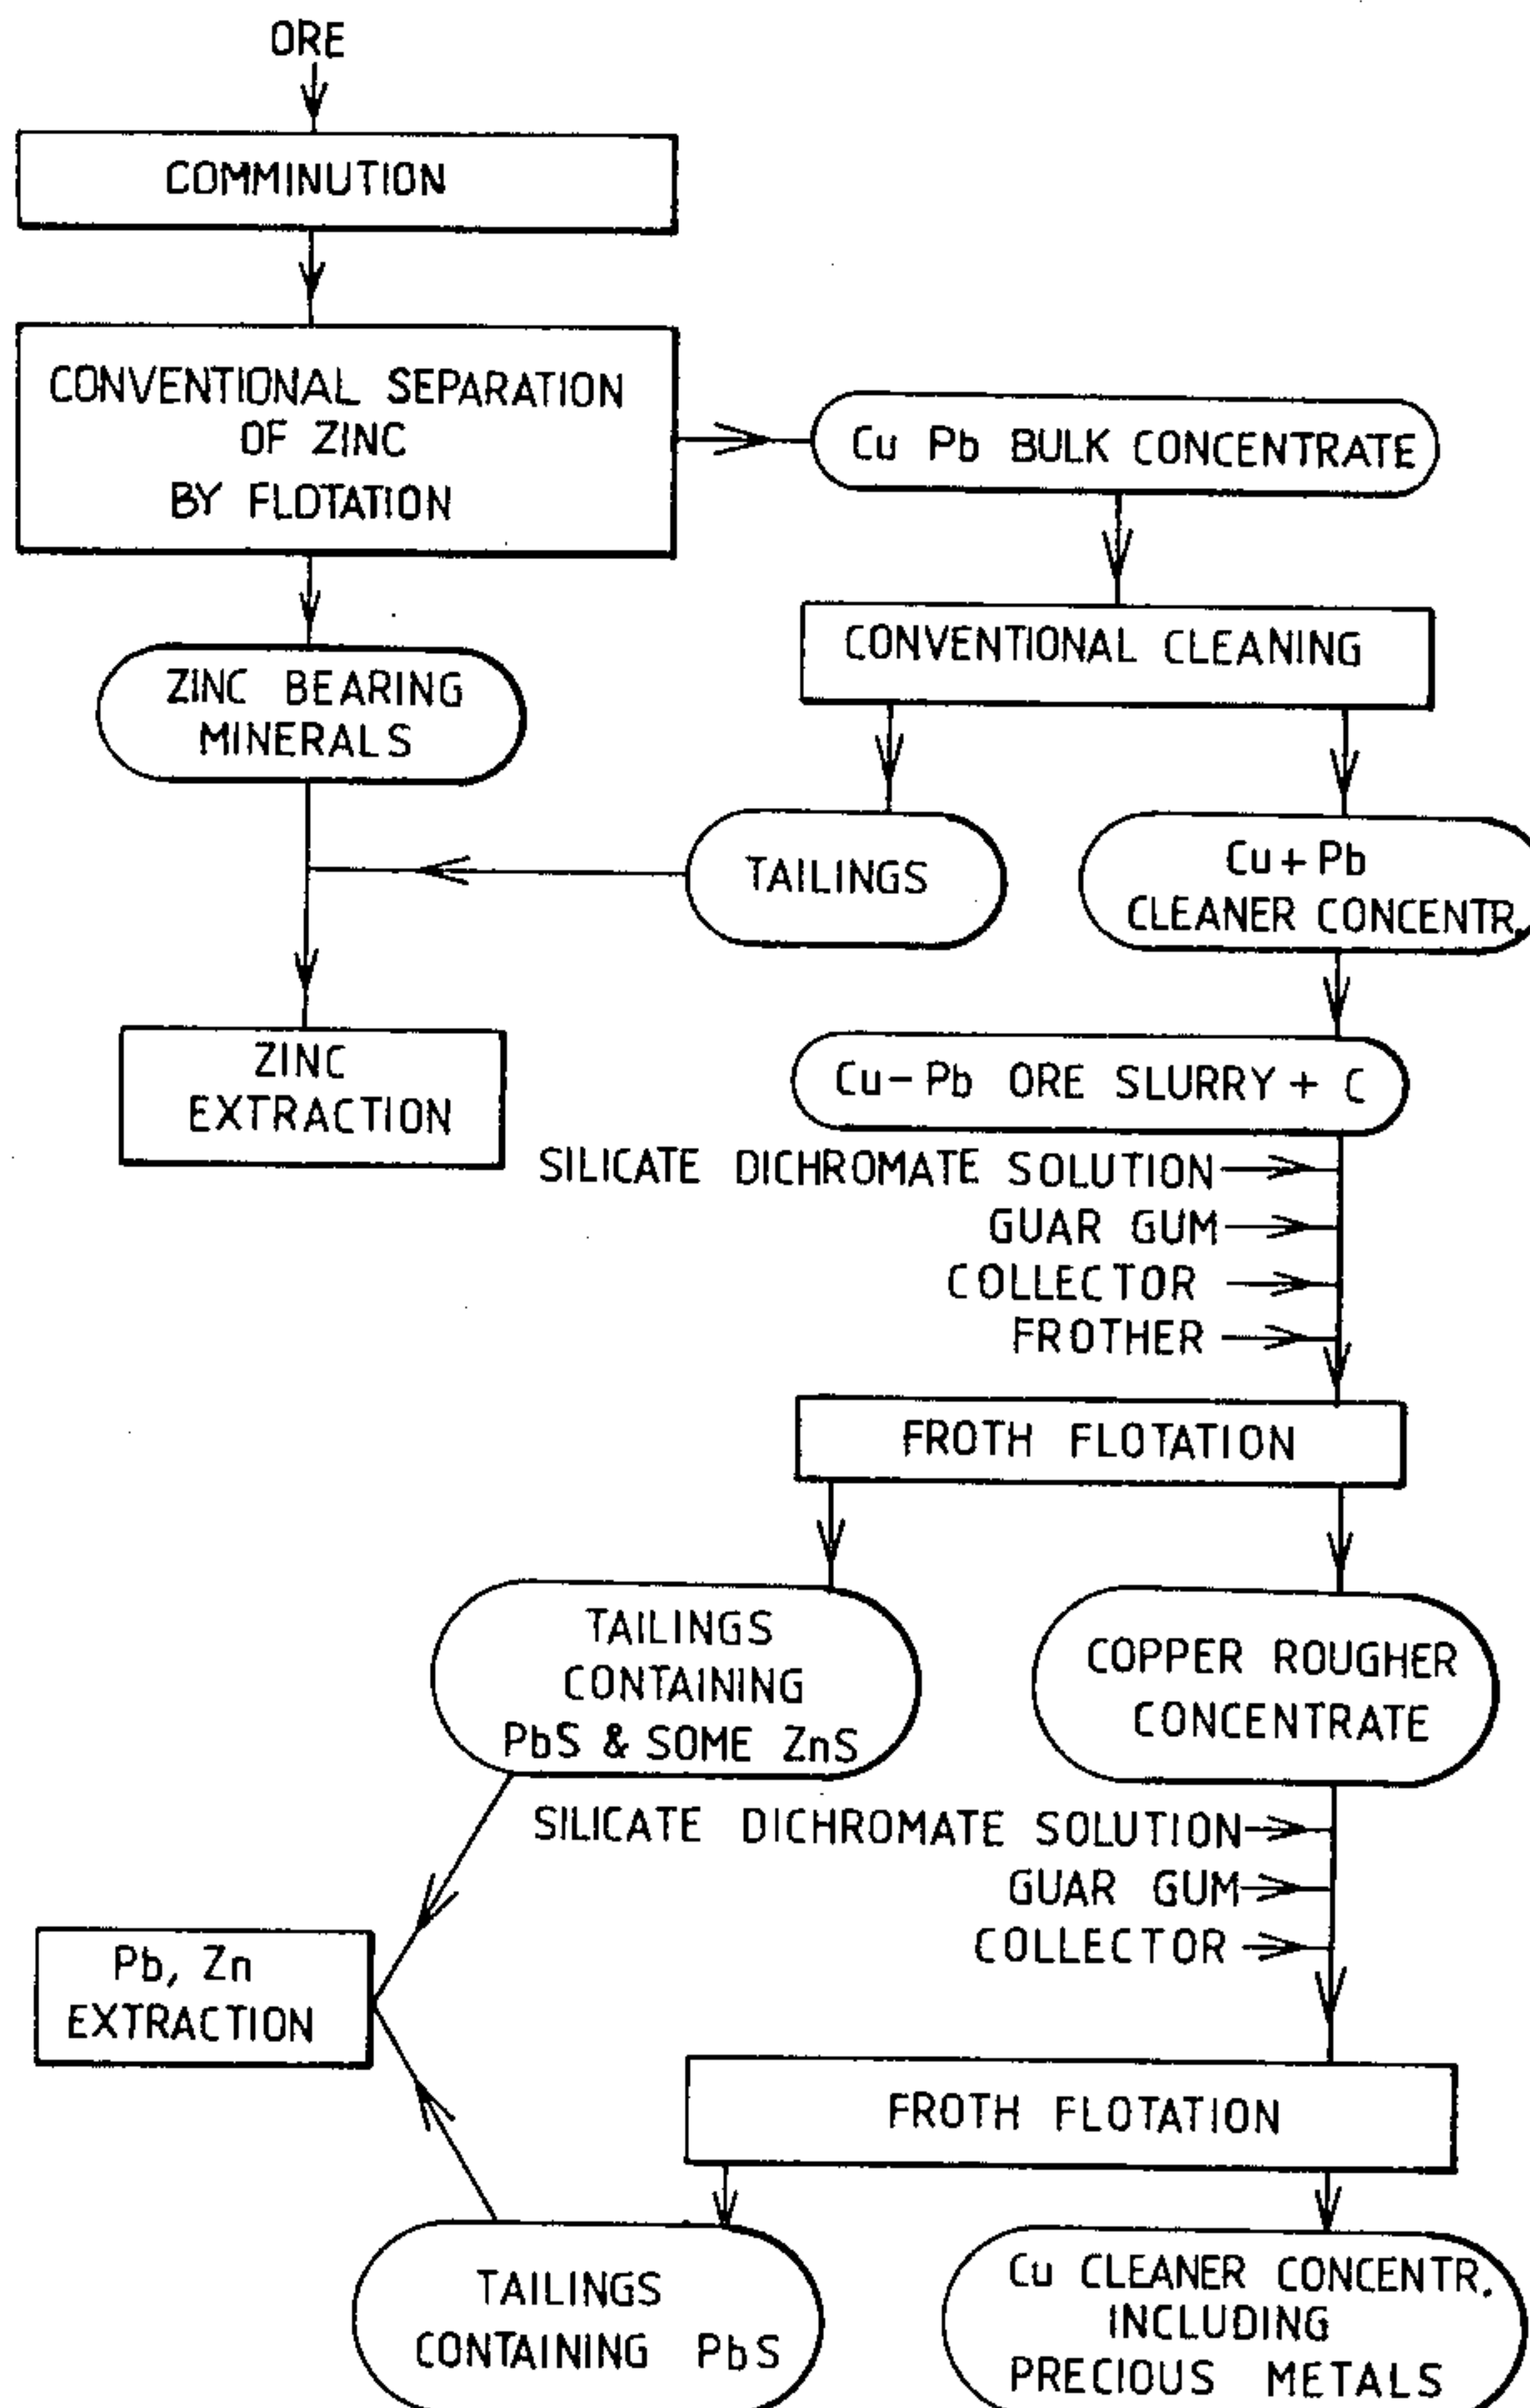 ORE
COMMINUTION
CONVENTIONAL SEPARATION
OF ZINC
BY FLOTATION
Cu Pb BULK CONCENTRATE
CONVENTIONAL CLEANING
ZINC BEARING
MINERALS
TAILINGS
Cu+Pb
CLEANER CONCENTR.
ZINC
EXTRACTION
Cu-Pb ORE SLURRY + C
SILICATE DICHROMATE SOLUTION
GUAR GUM
COLLECTOR
FROTHER
FROTH FLOTATION
TAILINGS
CONTAINING
PbS & SOME ZnS
COPPER ROUGHER
CONCENTRATE
SILICATE DICHROMATE SOLUTION
GUAR GUM
COLLECTOR
Pb, Zn
EXTRACTION
FROTH FLOTATION
TAILINGS
CONTAINING PbS
Cu CLEANER CONCENTR.
INCLUDING
PRECIOUS METALS